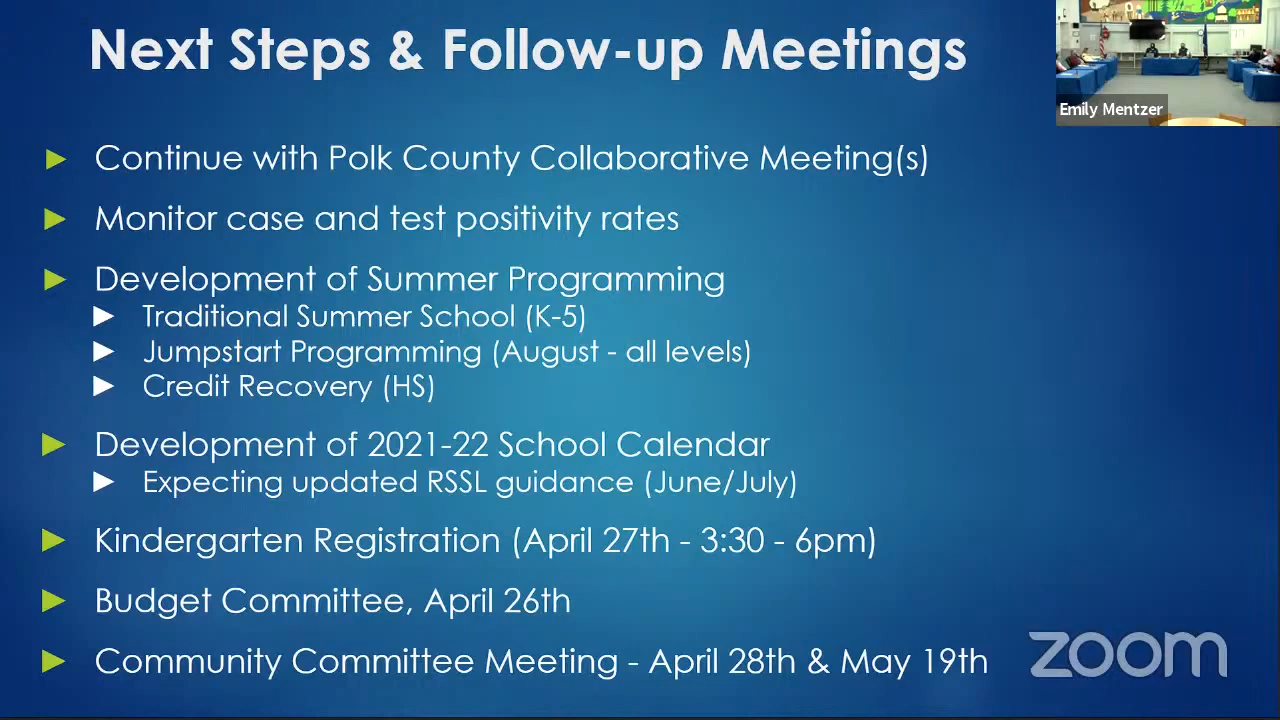 Next Steps & Follow-up Meetings
Emily Mentzer
Continue with Polk County Collaborative Meeting(s)
Monitor case and test positivity rates
Development of Summer Programming
Traditional Summer School (K-5)
Jumpstart Programming (August - all levels)
Credit Recovery (HS)
Development of 2021-22 School Calendar
Expecting updated RSSL guidance (June/July)
Kindergarten Registration (April 27th - 3:30 - 6pm)
Budget Committee, April 26th
Community Committee Meeting - April 28th & May 19th
zoom